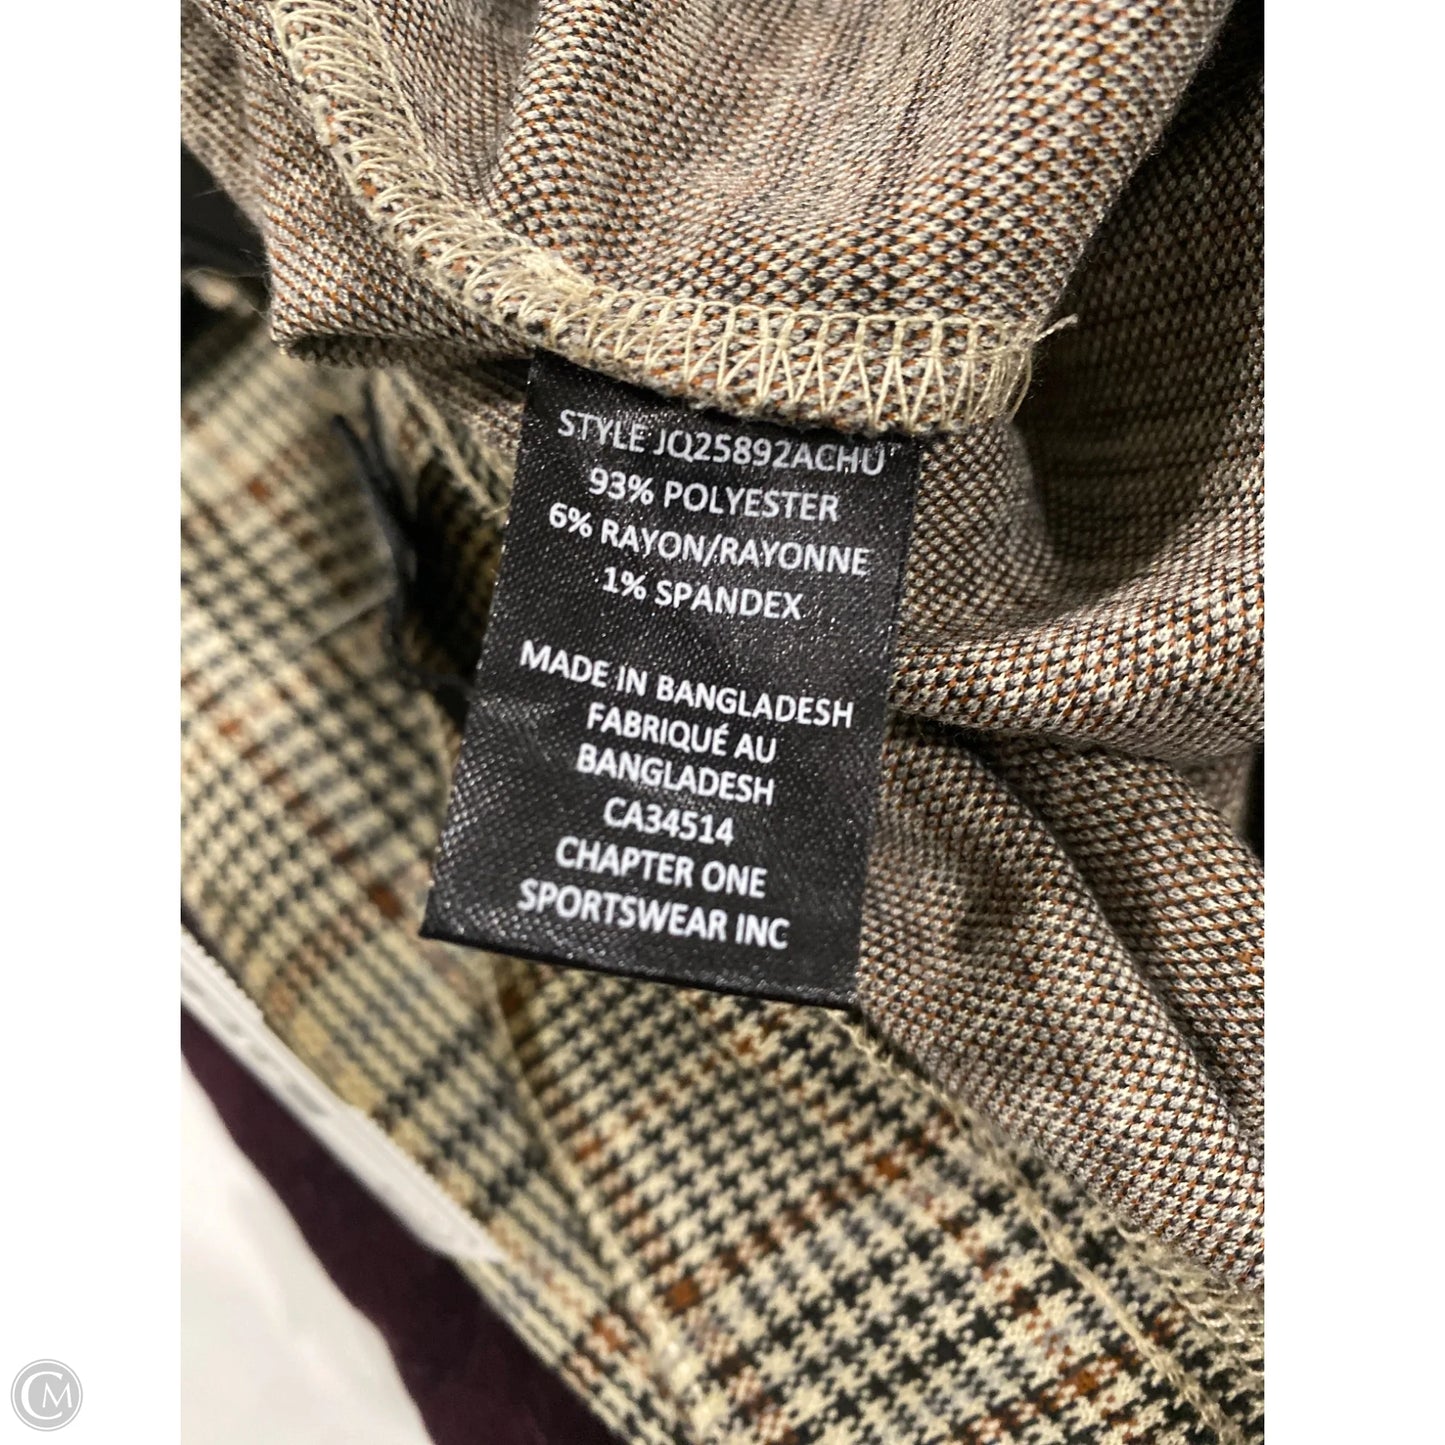 STYLE JQ25892ACHU
93% POLYESTER
6% RAYON/RAYONNE
1% SPANDEX
MADE IN BANGLADESH
FABRIQUÉ AU
BANGLADESH
CA34514
CHAPTER ONE
SPORTSWEAR INC
CM